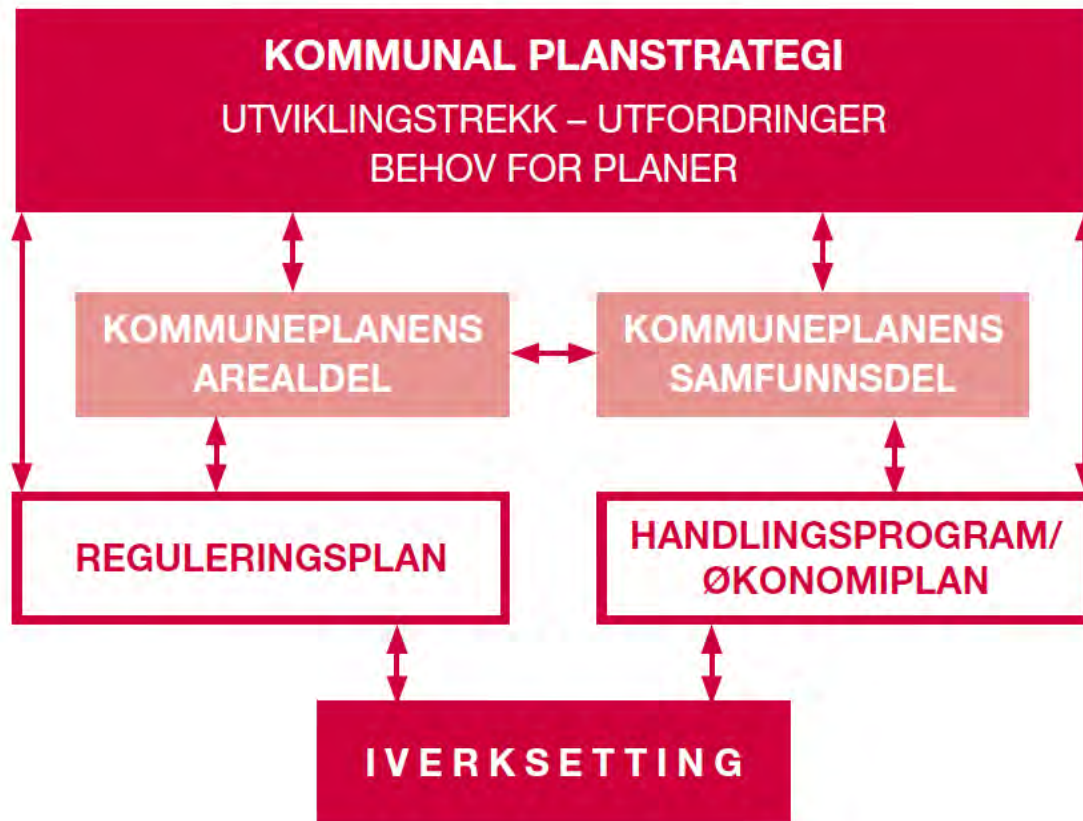 KOMMUNAL PLANSTRATEGI
UTVIKLINGSTREKK – UTFORDRINGER
BEHOV FOR PLANER
KOMMUNEPLANENS
AREALDEL
KOMMUNEPLANENS
SAMFUNNSDEL
REGULERINGSPLAN
HANDLINGSPROGRAM/
ØKONOMIPLAN
IVERKSETTING